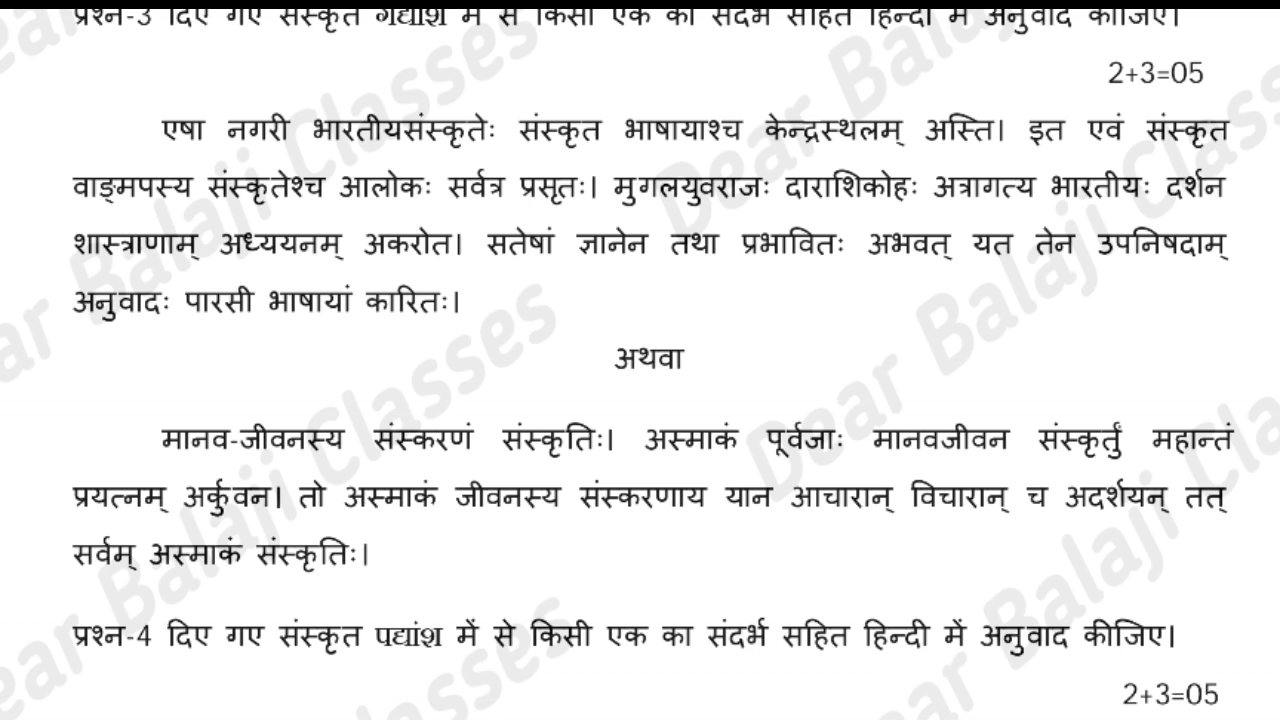 प्रश्न-3 दिए गए संस्कृत गद्यांश में से किसी एक का संदर्भ सहित हिन्दी में अनुवाद कीजिए।
2+3=05
एषा नगरी भारतीयसंस्कृतेः संस्कृत भाषायाश्च केन्द्रस्थलम् अस्ति। इत एवं संस्कृत
वाङ्मपस्य संस्कृतेश्च आलोकः सर्वत्र प्रसृतः। मुगलयुवराजः दाराशिकोहः अत्रागत्य भारतीयः दर्शन
शास्त्राणाम् अध्ययनम् अकरोत। सतेषां ज्ञानेन तथा प्रभावितः अभवत् यत तेन उपनिषदाम्
अनुवादः पारसी भाषायां कारितः।
अथवा
मानव-जीवनस्य संस्करणं संस्कृतिः। अस्माकं पूर्वजाः मानवजीवन संस्कृर्तुं महान्तं
प्रयत्नम् अर्कुवन। तो अस्माकं जीवनस्य संस्करणाय यान आचारान् विचारान् च अदर्शयन् तत्
सर्वम् अस्माकं संस्कृतिः।
प्रश्न-4 दिए गए संस्कृत पद्यांश में से किसी एक का संदर्भ सहित हिन्दी में अनुवाद कीजिए।
2+3=05
Dear Balaji Classes